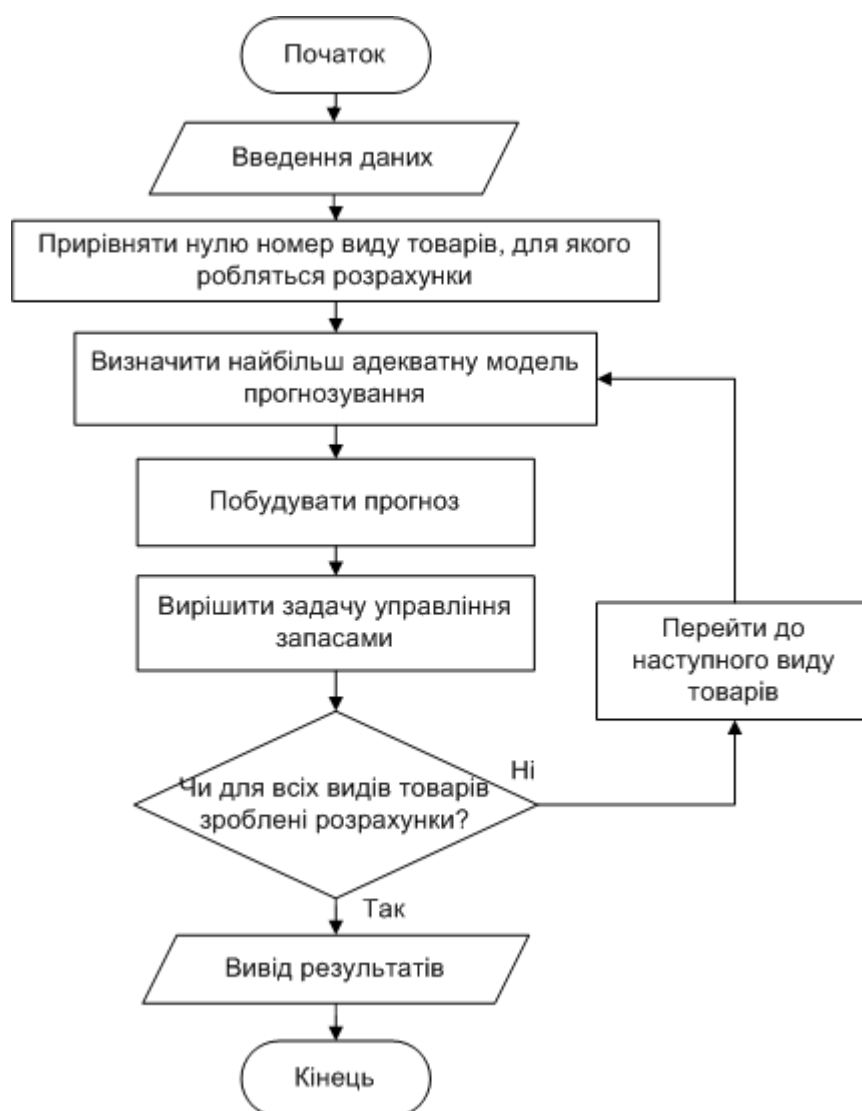 Початок
Введення даних
Прирівняти нулю номер виду товарів, для якого
робляться розрахунки
Визначити найбільш адекватну модель
прогнозування
Побудувати прогноз
Вирішити задачу управління
запасами
Перейти до
наступного виду
товарів
Чи для всіх видів товарів
зроблені розрахунки?
Ні
Так
Вивід результатів
Кінець